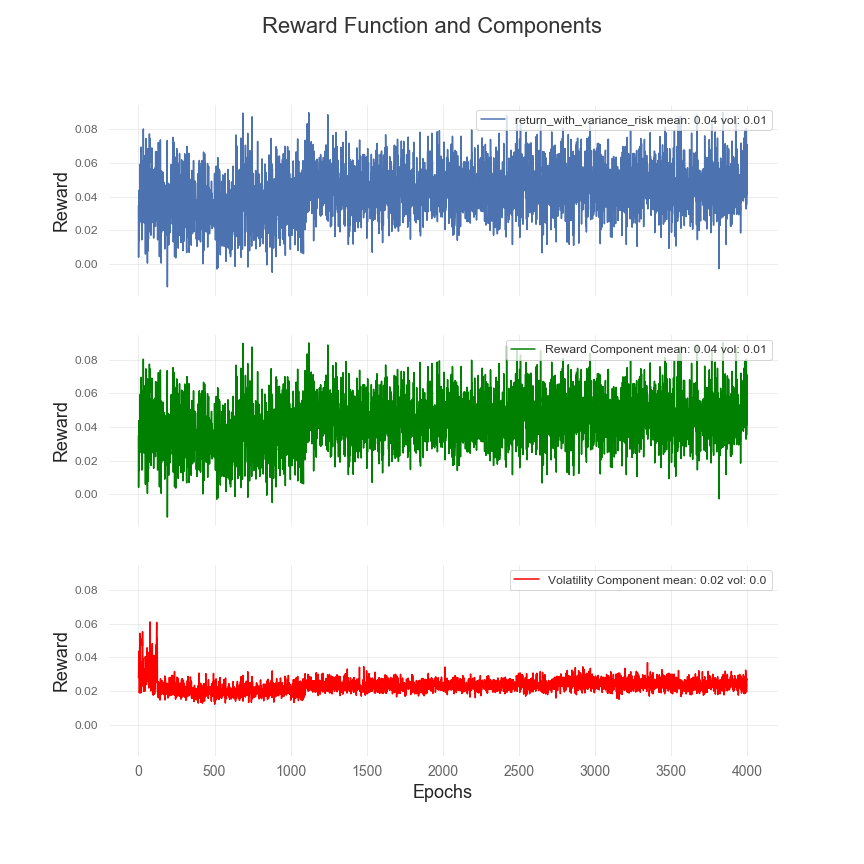 Reward Function and Components
return_with_variance_risk mean: 0.04 vol: 0.01
0.08
0.06
0.04
0.02
0.00
Reward
Reward Component mean: 0.04 vol: 0.01
0.08
0.06
0.04
0.02
0.00
Reward
Volatility Component mean: 0.02 vol: 0.0
0.08
0.06
0.04
0.02
0.00
Reward
0 500 1000 1500 2000 2500 3000 3500 4000
Epochs